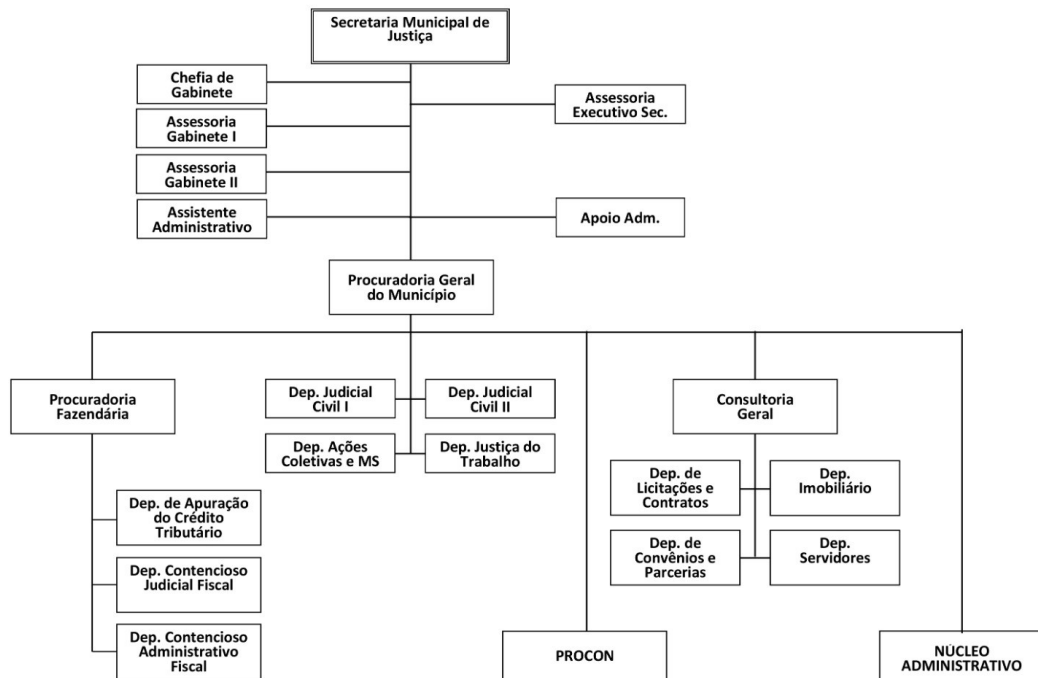 Secretaria Municipal de
Justiça
Chefia de
Gabinete
Assessoria
Executivo Sec.
Assessoria
Gabinete I
Assessoria
Gabinete II
Assistente
Administrativo
Apoio Adm.
Procuradoria Geral
do Município
Procuradoria
Fazendária
Dep. Judicial
Civil I
Dep. Judicial
Civil II
Dep. Ações
Coletivas e MS
Dep. Justiça do
Trabalho
Consultoria
Geral
Dep. de
Licitações e
Contratos
Dep.
Imobiliário
Dep. de
Convênios e
Parcerias
Dep.
Servidores
Dep. de Apuração
do Crédito
Tributário
Dep. Contencioso
Judicial Fiscal
Dep. Contencioso
Administrativo
Fiscal
PROCON
NÚCLEO
ADMINISTRATIVO